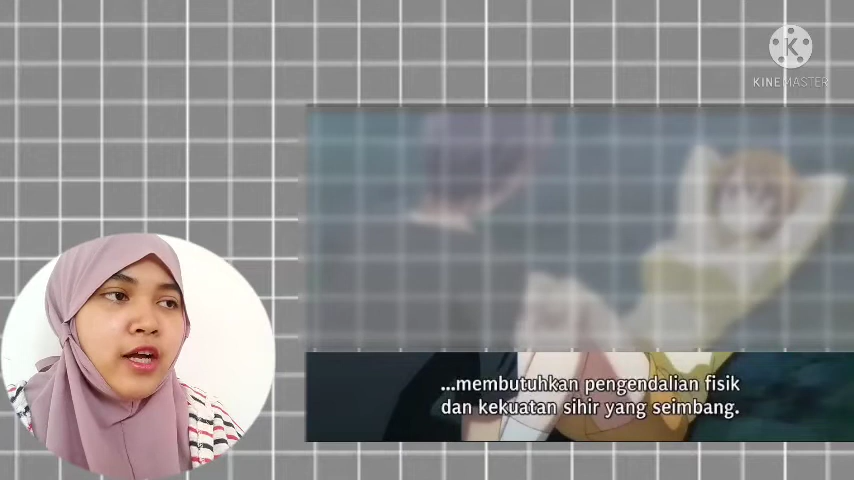 K
KINEMASTER
...membutuhkan pengendalian fisik
dan kekuatan sihir yang seimbang.